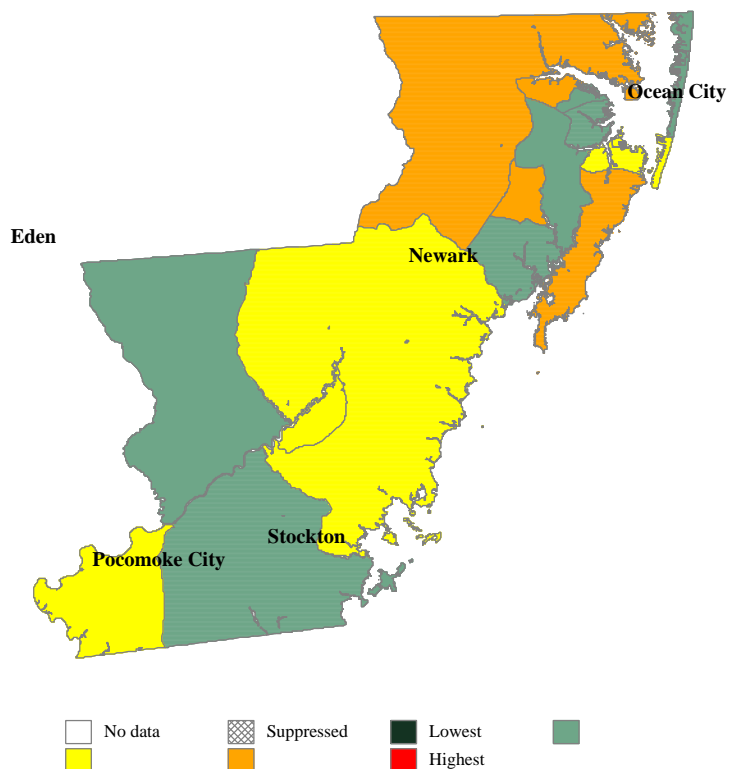 Ocean City
Eden
Newark
Stockton
Pocomoke City
No data
Suppressed
Lowest
Highest